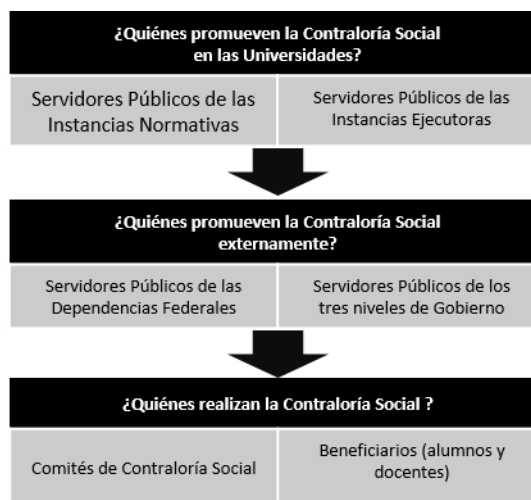 ¿Quiénes promueven la Contraloría Social
en las Universidades?
Servidores Públicos de las
Instancias Normativas
Servidores Públicos de las
Instancias Ejecutoras
¿Quiénes promueven la Contraloría Social
externamente?
Servidores Públicos de las
Dependencias Federales
Servidores Públicos de los
tres niveles de Gobierno
¿Quiénes realizan la Contraloría Social ?
Comités de Contraloría Social
Beneficiarios (alumnos y
docentes)